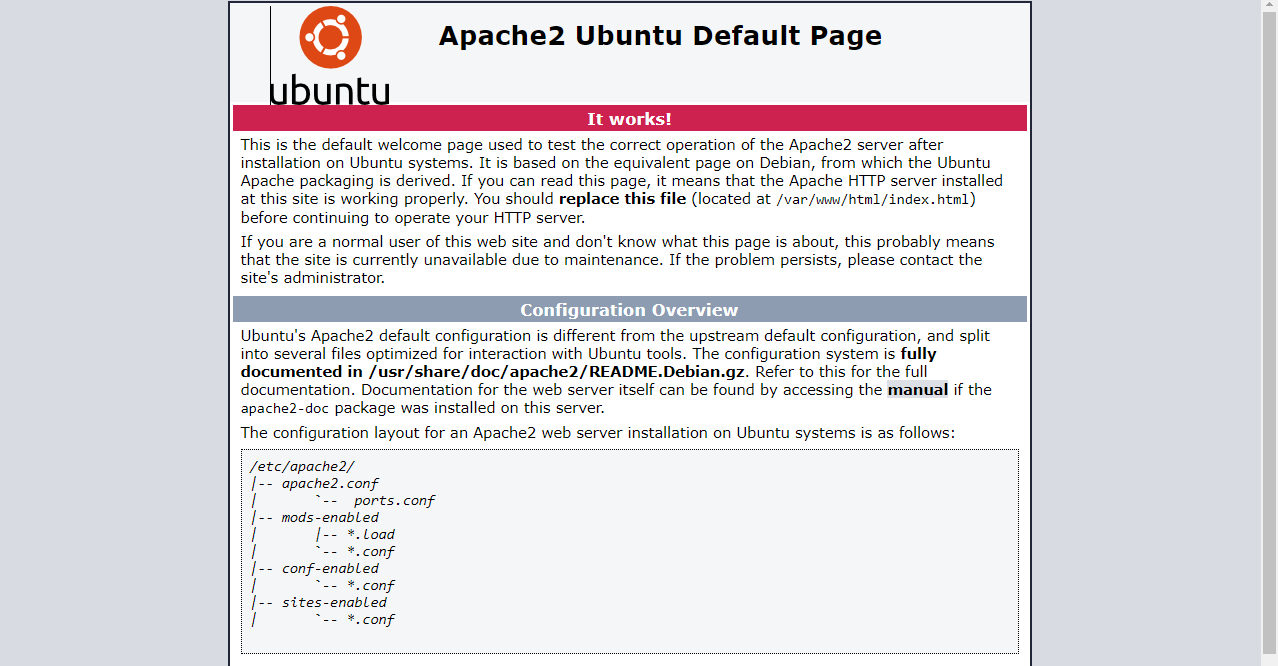 Apache2 Ubuntu Default Page
ubuntu
It works!
This is the default welcome page used to test the correct operation of the Apache2 server after
installation on Ubuntu systems. It is based on the equivalent page on Debian, from which the Ubuntu
Apache packaging is derived. If you can read this page, it means that the Apache HTTP server installed
at this site is working properly. You should replace this file (located at /var/www/html/index.html)
before continuing to operate your HTTP server.
If you are a normal user of this web site and don't know what this page is about, this probably means
that the site is currently unavailable due to maintenance. If the problem persists, please contact the
site's administrator.
Configuration Overview
Ubuntu's Apache2 default configuration is different from the upstream default configuration, and split
into several files optimized for interaction with Ubuntu tools. The configuration system is fully
documented in /usr/share/doc/apache2/README.Debian.gz. Refer to this for the full
documentation. Documentation for the web server itself can be found by accessing the manual if the
apache2-doc package was installed on this server.
The configuration layout for an Apache2 web server installation on Ubuntu systems is as follows:
/etc/apache2/
|-- apache2.conf
|       `--  ports.conf
|-- mods-enabled
|       |-- *.load
|       `-- *.conf
|-- conf-enabled
|       `-- *.conf
|-- sites-enabled
|       `-- *.conf